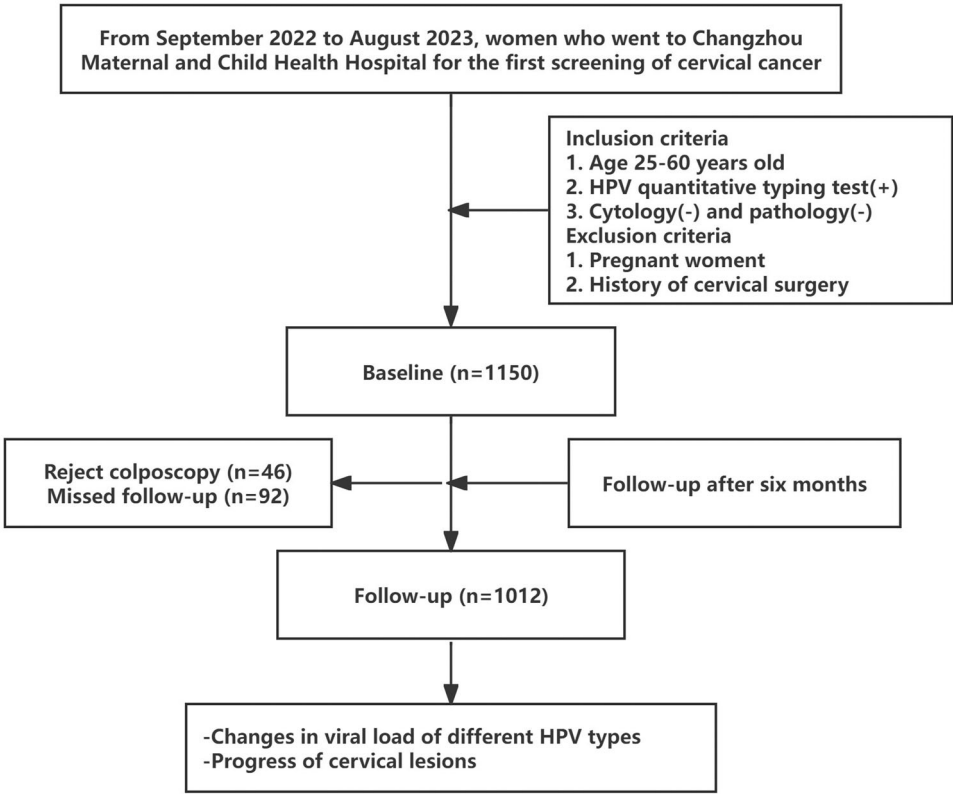 From September 2022 to August 2023, women who went to Changzhou
Maternal and Child Health Hospital for the first screening of cervical cancer
Inclusion criteria
1. Age 25-60 years old
2. HPV quantitative typing test(+)
3. Cytology(-) and pathology(-)
Exclusion criteria
1. Pregnant woment
2. History of cervical surgery
Baseline (n=1150)
Reject colposcopy (n=46)
Missed follow-up (n=92)
Follow-up after six months
Follow-up (n=1012)
-Changes in viral load of different HPV types
-Progress of cervical lesions